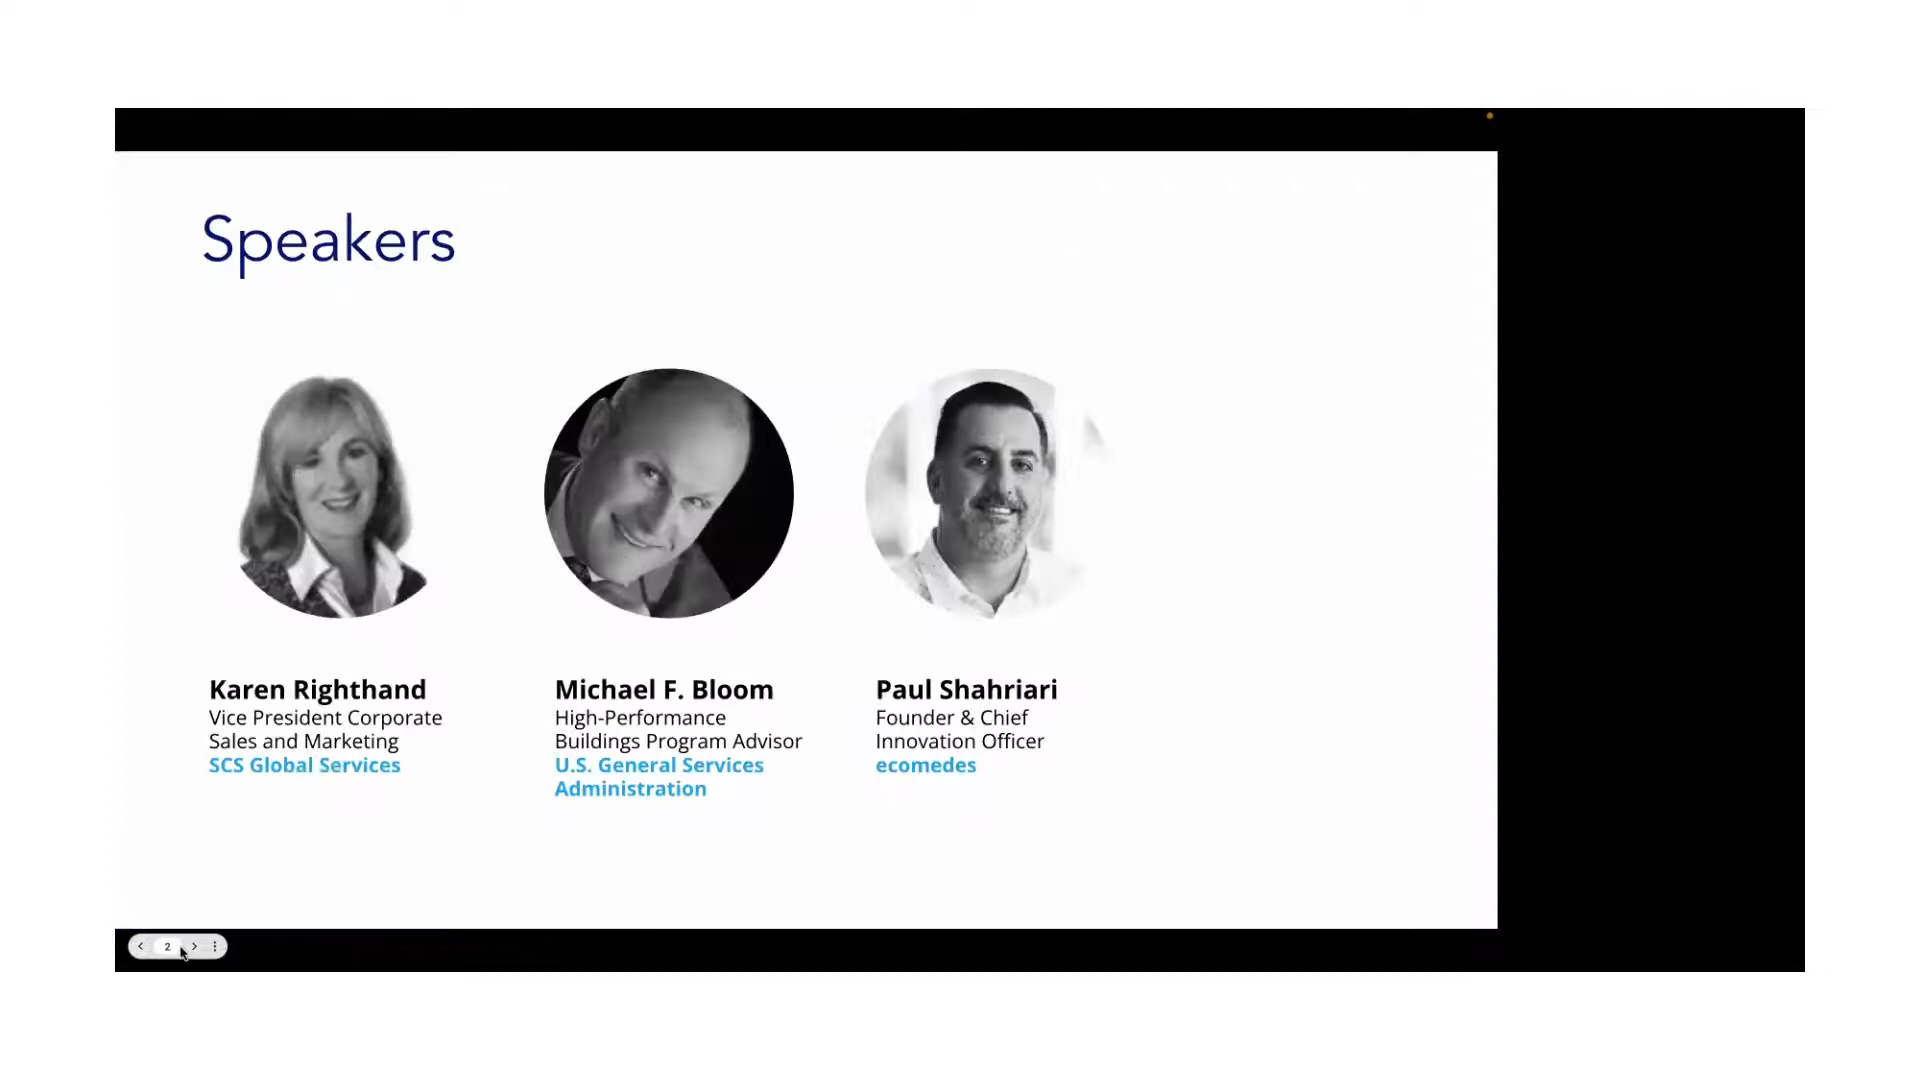 Speakers
Karen Righthand
Vice President Corporate
Sales and Marketing
SCS Global Services
Michael F. Bloom
High-Performance
Buildings Program Advisor
U.S. General Services
Administration
Paul Shahriari
Founder & Chief
Innovation Officer
ecomedes
2